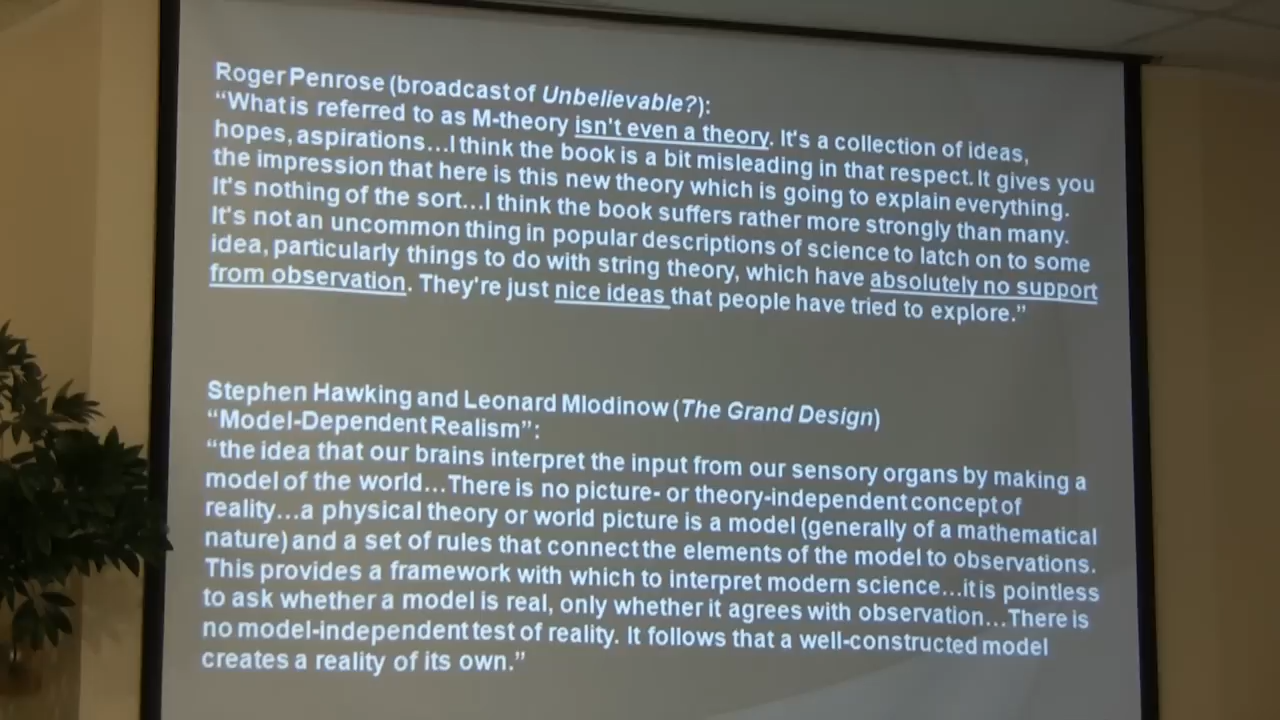 Roger Penrose (broadcast of Unbelievable?):
“What is referred to as M-theory isn't even a theory. It's a collection of ideas,
hopes, aspirations…I think the book is a bit misleading in that respect. It gives you
the impression that here is this new theory which is going to explain everything.
It's nothing of the sort…I think the book suffers rather more strongly than many.
It's not an uncommon thing in popular descriptions of science to latch on to some
idea, particularly things to do with string theory, which have absolutely no support
from observation. They're just nice ideas that people have tried to explore.”
Stephen Hawking and Leonard Mlodinow (The Grand Design)
“Model-Dependent Realism”:
“the idea that our brains interpret the input from our sensory organs by making a
model of the world…There is no picture- or theory-independent concept of
reality…a physical theory or world picture is a model (generally of a mathematical
nature) and a set of rules that connect the elements of the model to observations.
This provides a framework with which to interpret modern science…it is pointless
to ask whether a model is real, only whether it agrees with observation…There is
no model-independent test of reality. It follows that a well-constructed model
creates a reality of its own.”